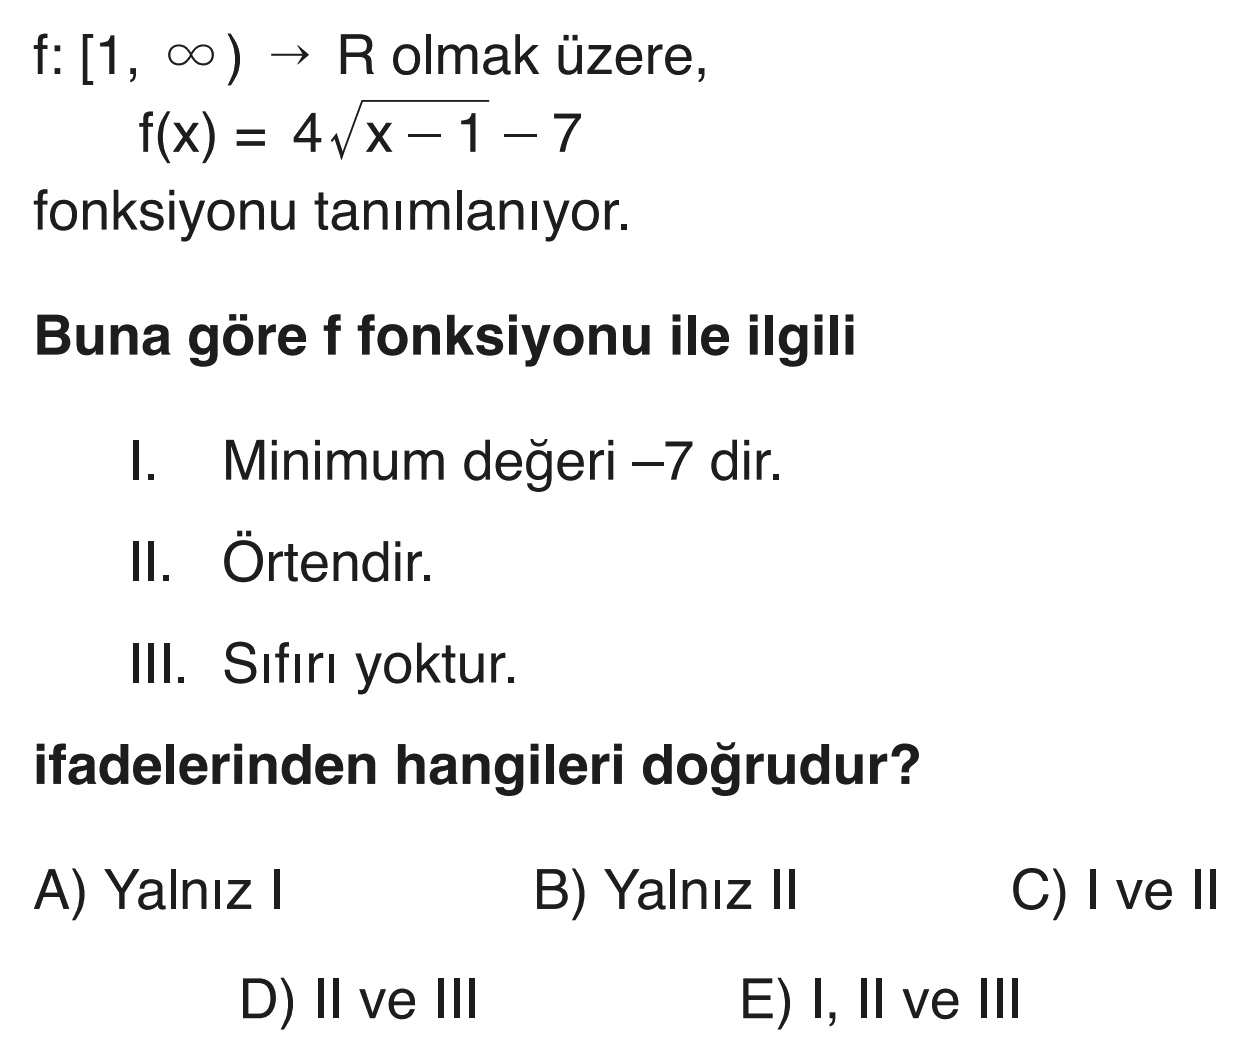 f: [1, ∞) → R olmak üzere,
f(x) = 4√(x – 1) – 7
fonksiyonu tanımlanıyor.
Buna göre f fonksiyonu ile ilgili
I. Minimum değeri –7 dir.
II. Örtendir.
III. Sıfırı yoktur.
ifadelerinden hangileri doğrudur?
A) Yalnız I B) Yalnız II C) I ve II
D) II ve III E) I, II ve III